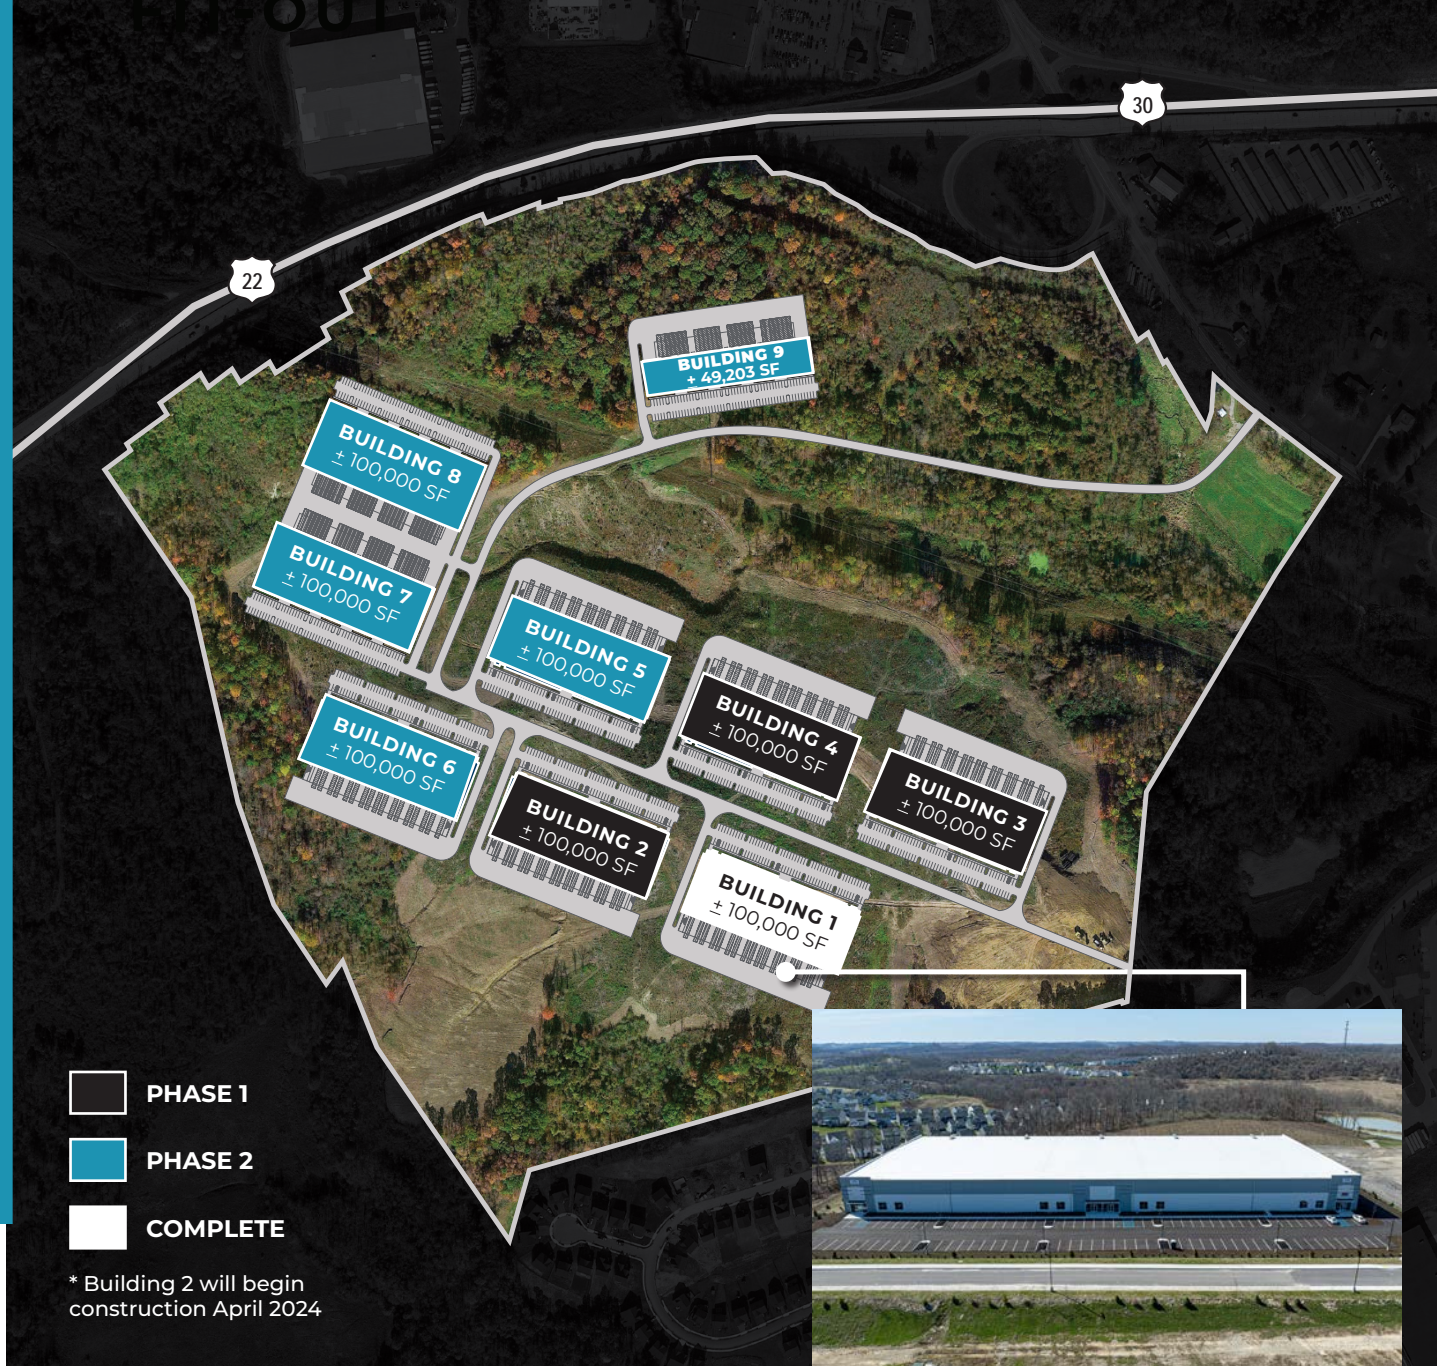 30
22
BUILDING 9
± 49,203 SF
BUILDING 8
± 100,000 SF
BUILDING 7
± 100,000 SF
BUILDING 5
± 100,000 SF
BUILDING 6
± 100,000 SF
BUILDING 4
± 100,000 SF
BUILDING 3
± 100,000 SF
BUILDING 2
± 100,000 SF
BUILDING 1
± 100,000 SF
PHASE 1
PHASE 2
COMPLETE
* Building 2 will begin
construction April 2024